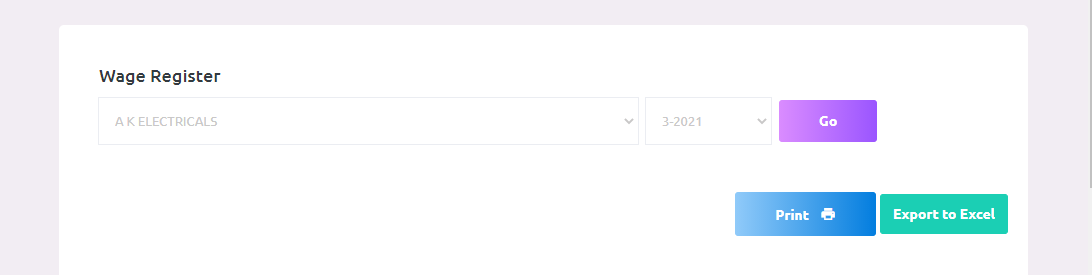 Wage Register
A K ELECTRICALS 3-2021 Go
Print Export to Excel